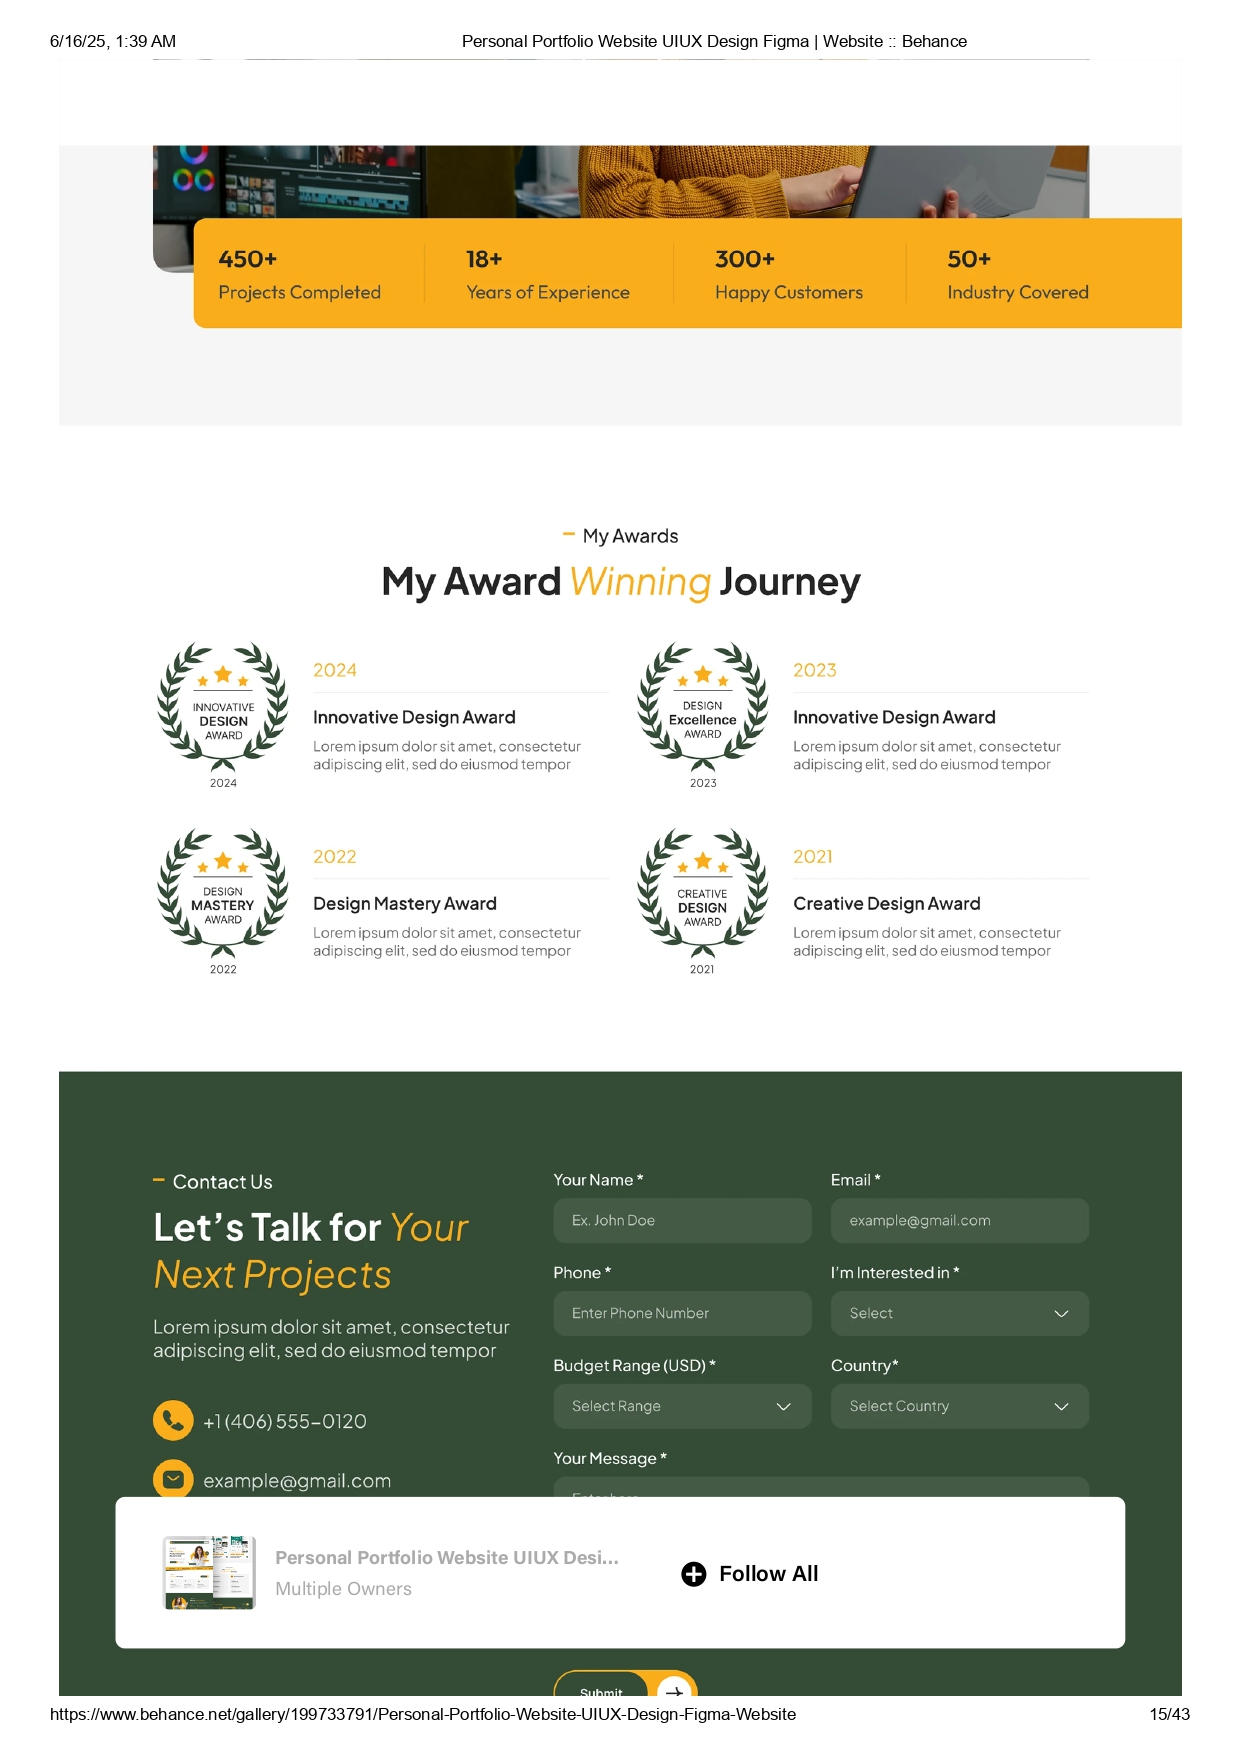 6/16/25, 1:39 AM
Personal Portfolio Website UIUX Design Figma | Website :: Behance
450+
Projects Completed
18+
Years of Experience
300+
Happy Customers
50+
Industry Covered
My Awards
My Award Winning Journey
INNOVATIVE
DESIGN
AWARD
2024
2024
Innovative Design Award
Lorem ipsum dolor sit amet, consectetur
adipiscing elit, sed do eiusmod tempor
DESIGN
Excellence
AWARD
2023
2023
Innovative Design Award
Lorem ipsum dolor sit amet, consectetur
adipiscing elit, sed do eiusmod tempor
DESIGN
MASTERY
AWARD
2022
2022
Design Mastery Award
Lorem ipsum dolor sit amet, consectetur
adipiscing elit, sed do eiusmod tempor
CREATIVE
DESIGN
AWARD
2021
2021
Creative Design Award
Lorem ipsum dolor sit amet, consectetur
adipiscing elit, sed do eiusmod tempor
Contact Us
Let's Talk for Your
Next Projects
Lorem ipsum dolor sit amet, consectetur
adipiscing elit, sed do eiusmod tempor
+1 (406) 555-0120
example@gmail.com
Your Name *
Ex. John Doe
Email *
example@gmail.com
Phone *
Enter Phone Number
I'm Interested in *
Select
Budget Range (USD) *
Select Range
Country*
Select Country
Your Message *
Personal Portfolio Website UIUX Desi...
Multiple Owners
Follow All
Submit
https://www.behance.net/gallery/199733791/Personal-Portfolio-Website-UIUX-Design-Figma-Website
15/43